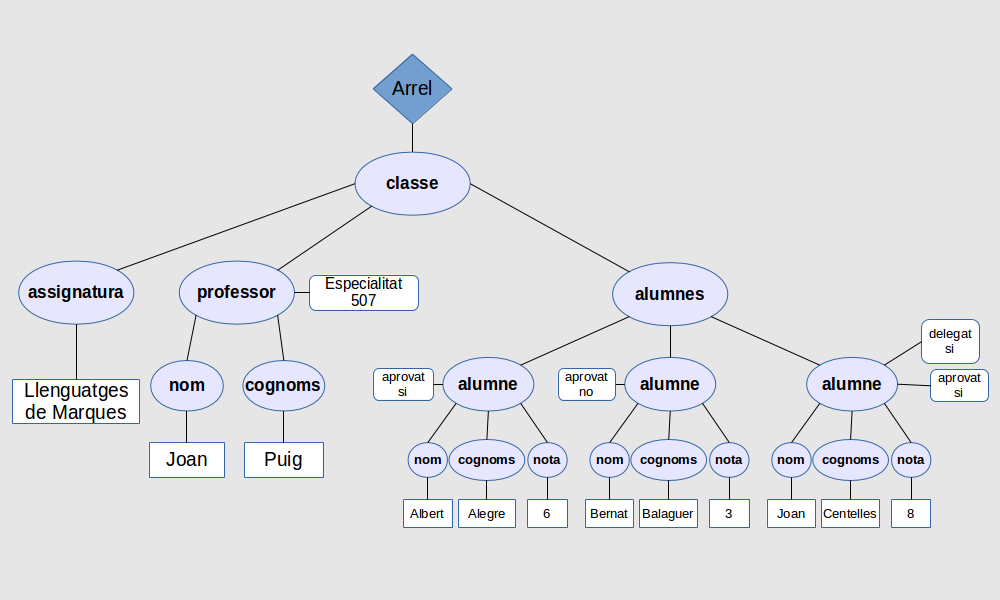 Arrel
classe
assignatura
professor
Especialitat
507
alumnes
delegat
si
Llenguatges
de Marques
nom
cognoms
aprovat
si
alumne
aprovat
no
alumne
alumne
aprovat
si
Joan
Puig
nom
cognoms
nota
nom
cognoms
nota
nom
cognoms
nota
Albert
Alegre
6
Bernat
Balaguer
3
Joan
Centelles
8